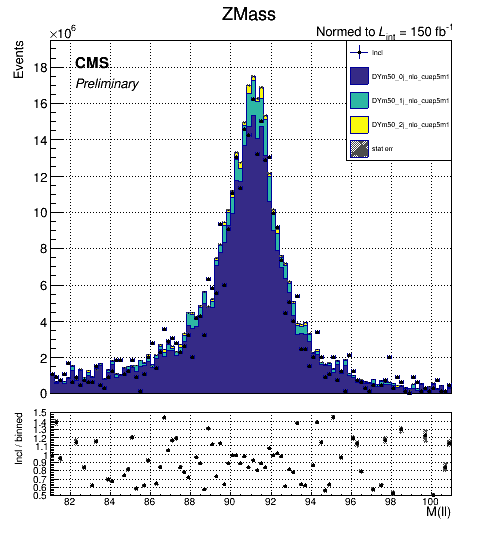 ZMass
Normed to L_int = 150 fb⁻¹
×10⁶
Events
CMS
Preliminary
Incl
DYm50_0j_nlo_cuep5m1
DYm50_1j_nlo_cuep5m1
DYm50_2j_nlo_cuep5m1
stat err
18
16
14
12
10
8
6
4
2
0
Incl / binned
1.5
1.4
1.3
1.2
1.1
1
0.9
0.8
0.7
0.6
0.5
82 84 86 88 90 92 94 96 98 100
M(ll)